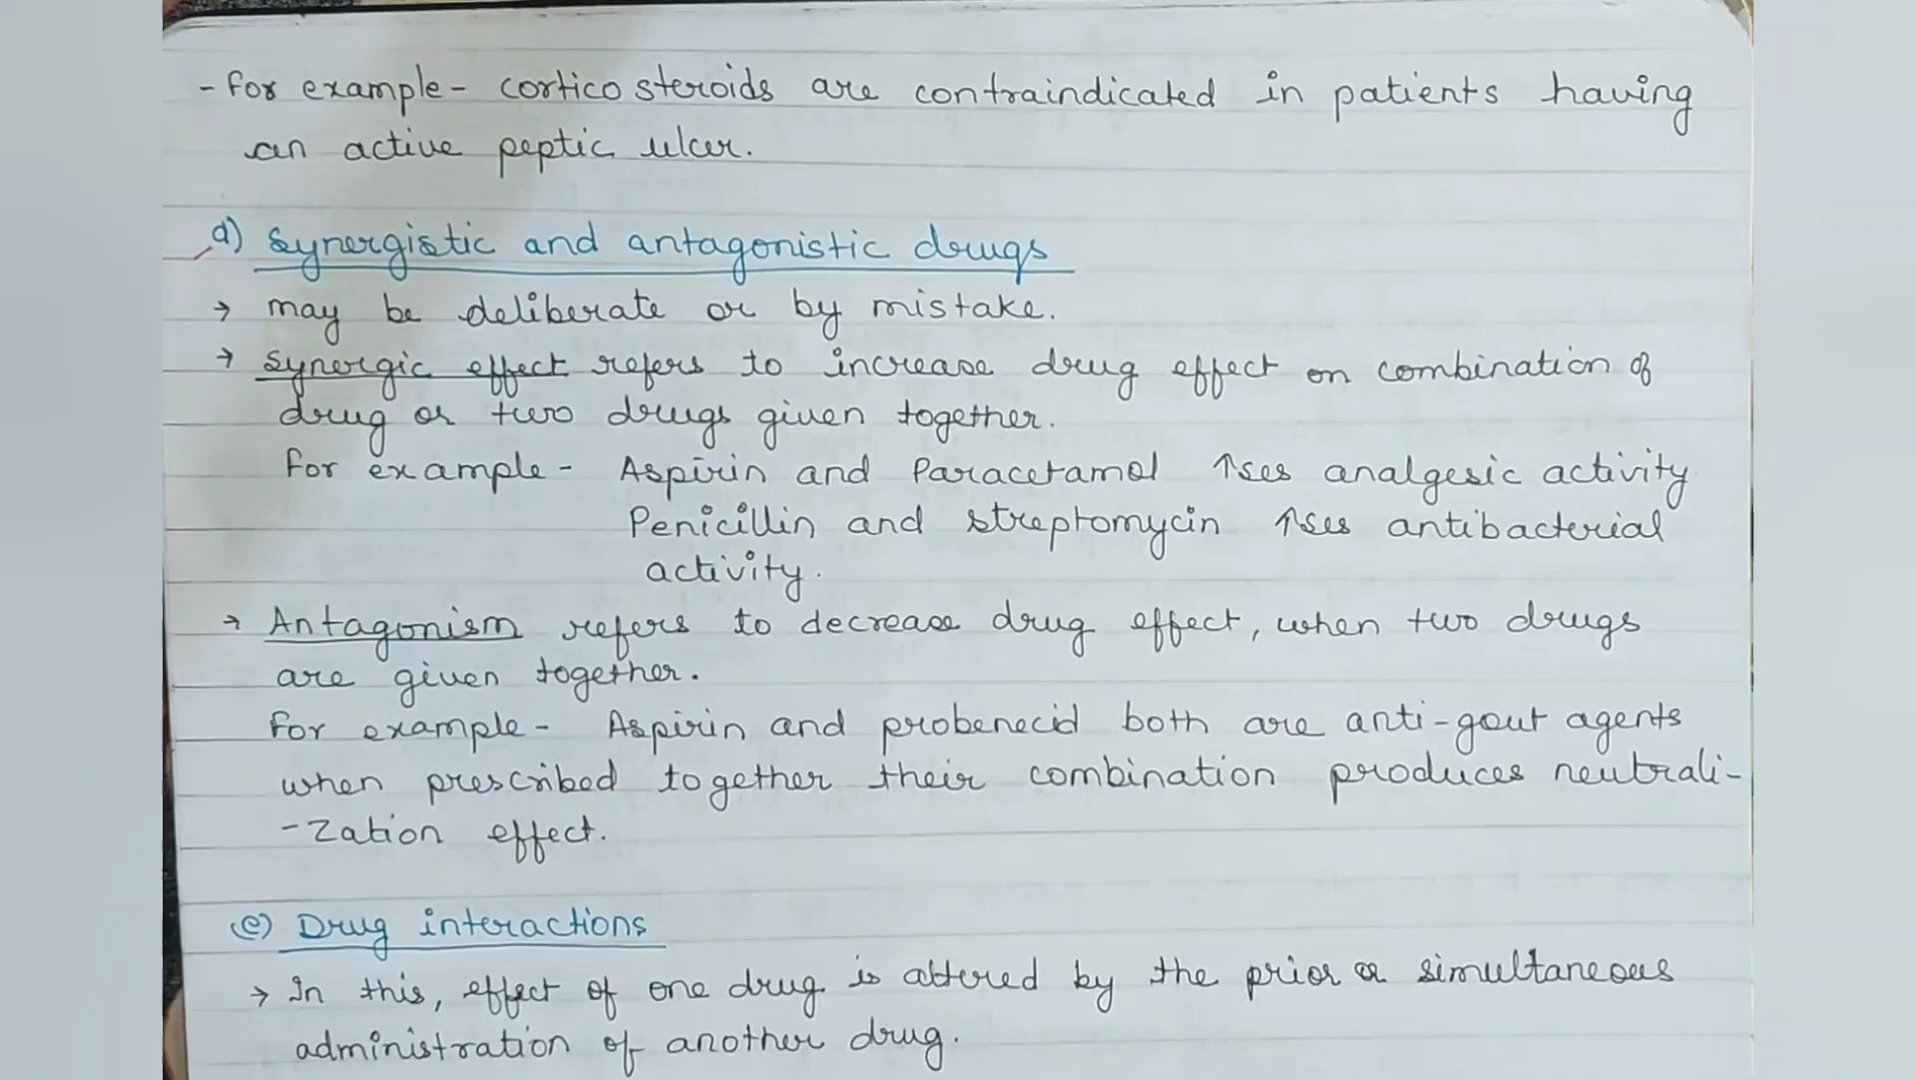 - For example - cortico steroids are contraindicated in patients having
an active peptic ulcer.
d) Synergistic and antagonistic drugs
→ may be deliberate or by mistake.
→ Synergic effect refers to increase drug effect on combination of
drug or two drugs given together.
For example - Aspirin and Paracetamol ↑ses analgesic activity
Penicillin and streptomycin ↑ses antibacterial
activity.
→ Antagonism refers to decrease drug effect, when two drugs
are given together.
For example - Aspirin and probenecid both are anti-gout agents
when prescribed together their combination produces neutrali-
-zation effect.
(e) Drug interactions
→ In this, effect of one drug is altered by the prior or simultaneous
administration of another drug.